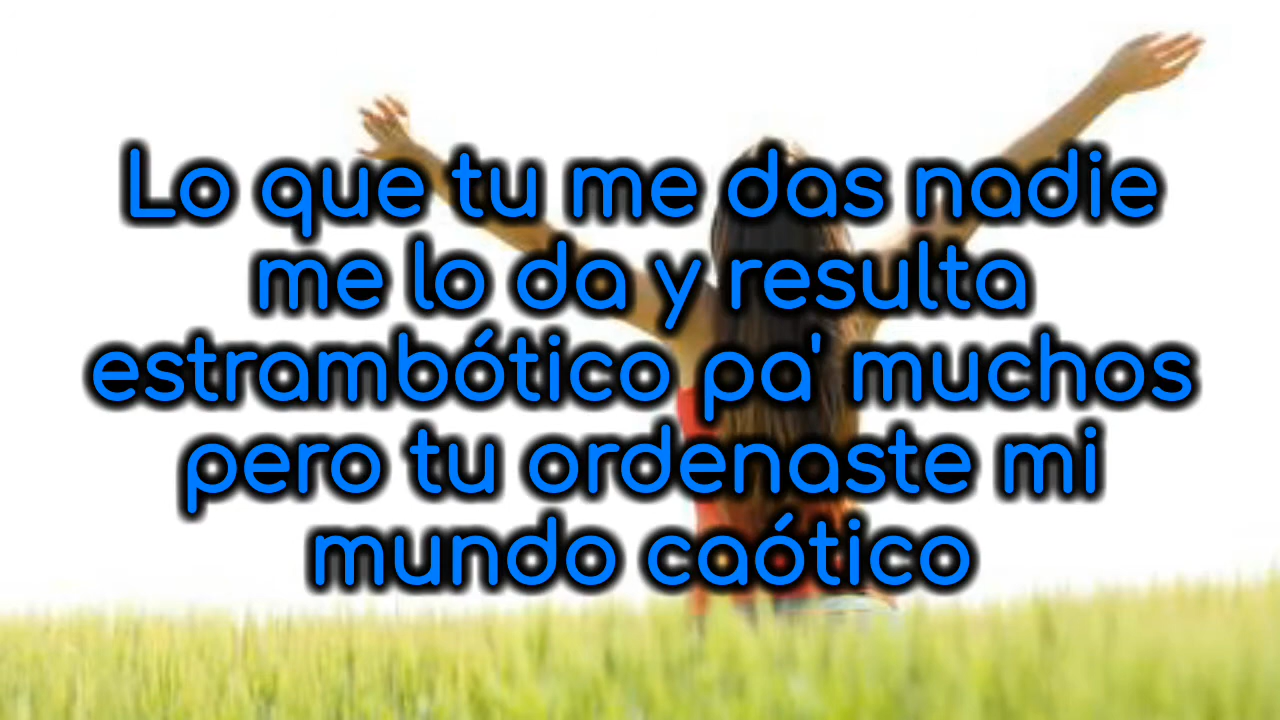 Lo que tu me das nadie
me lo da y resulta
estrambótico pa' muchos
pero tu ordenaste mi
mundo caótico